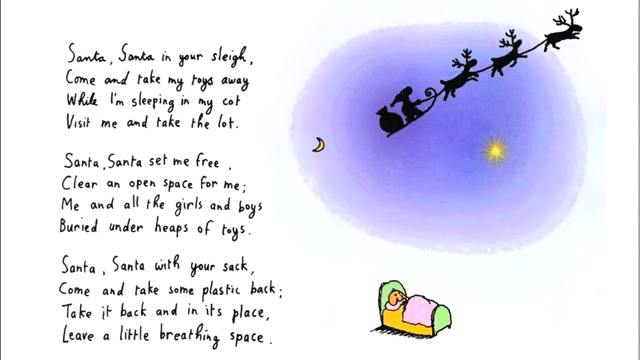 Santa, Santa in your sleigh,
Come and take my toys away
While I'm sleeping in my cot
Visit me and take the lot.
Santa, Santa set me free,
Clear an open space for me;
Me and all the girls and boys
Buried under heaps of toys.
Santa, Santa with your sack,
Come and take some plastic back;
Take it back and in its place,
Leave a little breathing space.